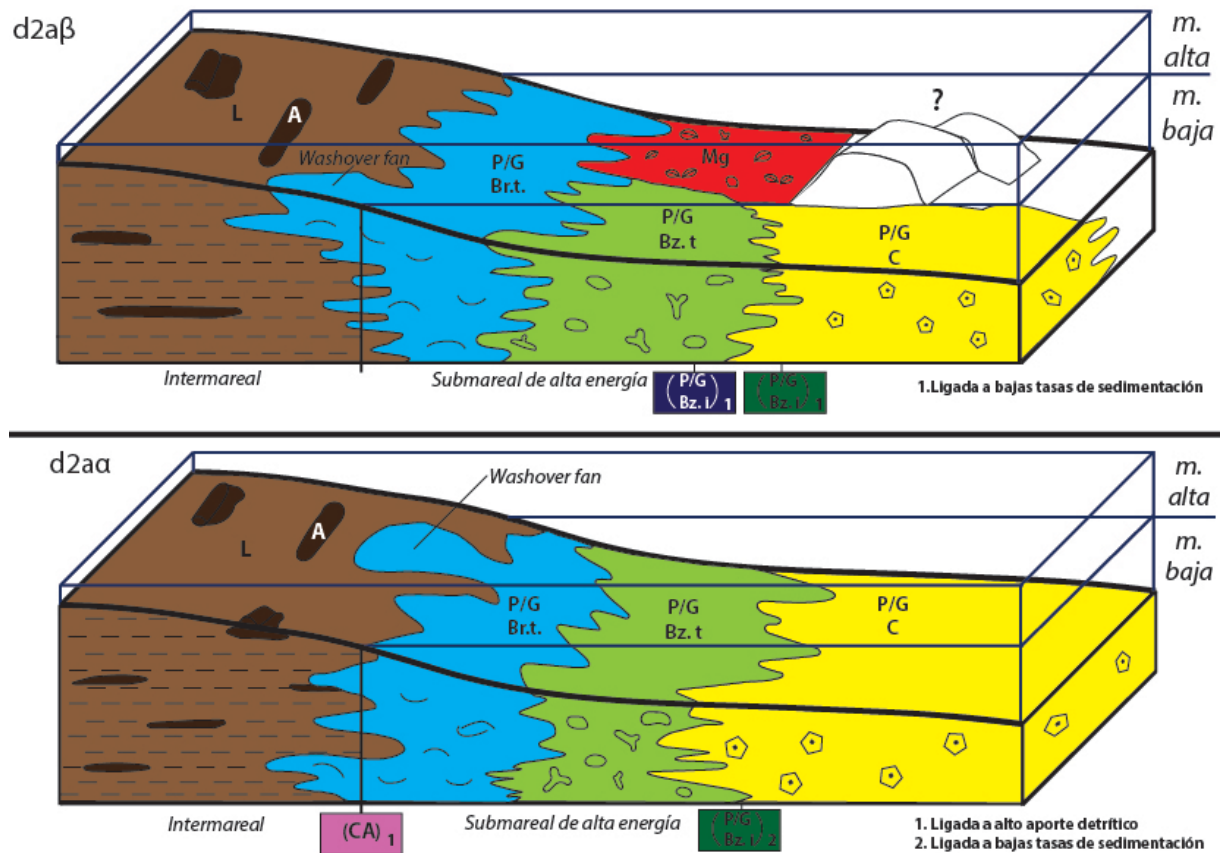 d2aβ
m.
alta
m.
baja
?
L
A
Washover fan
P/G
Br.t.
Mg
P/G
Bz. t
P/G
C
Intermareal
Submareal de alta energía
(P/G
Bz. i) 1
(P/G
Bz. i) 1
1.Ligada a bajas tasas de sedimentación
d2aα
m.
alta
m.
baja
Washover fan
L
A
P/G
Br.t.
P/G
Bz. t
P/G
C
Intermareal
(CA) 1
Submareal de alta energía
(P/G
Bz. i) 2
1. Ligada a alto aporte detrítico
2. Ligada a bajas tasas de sedimentación